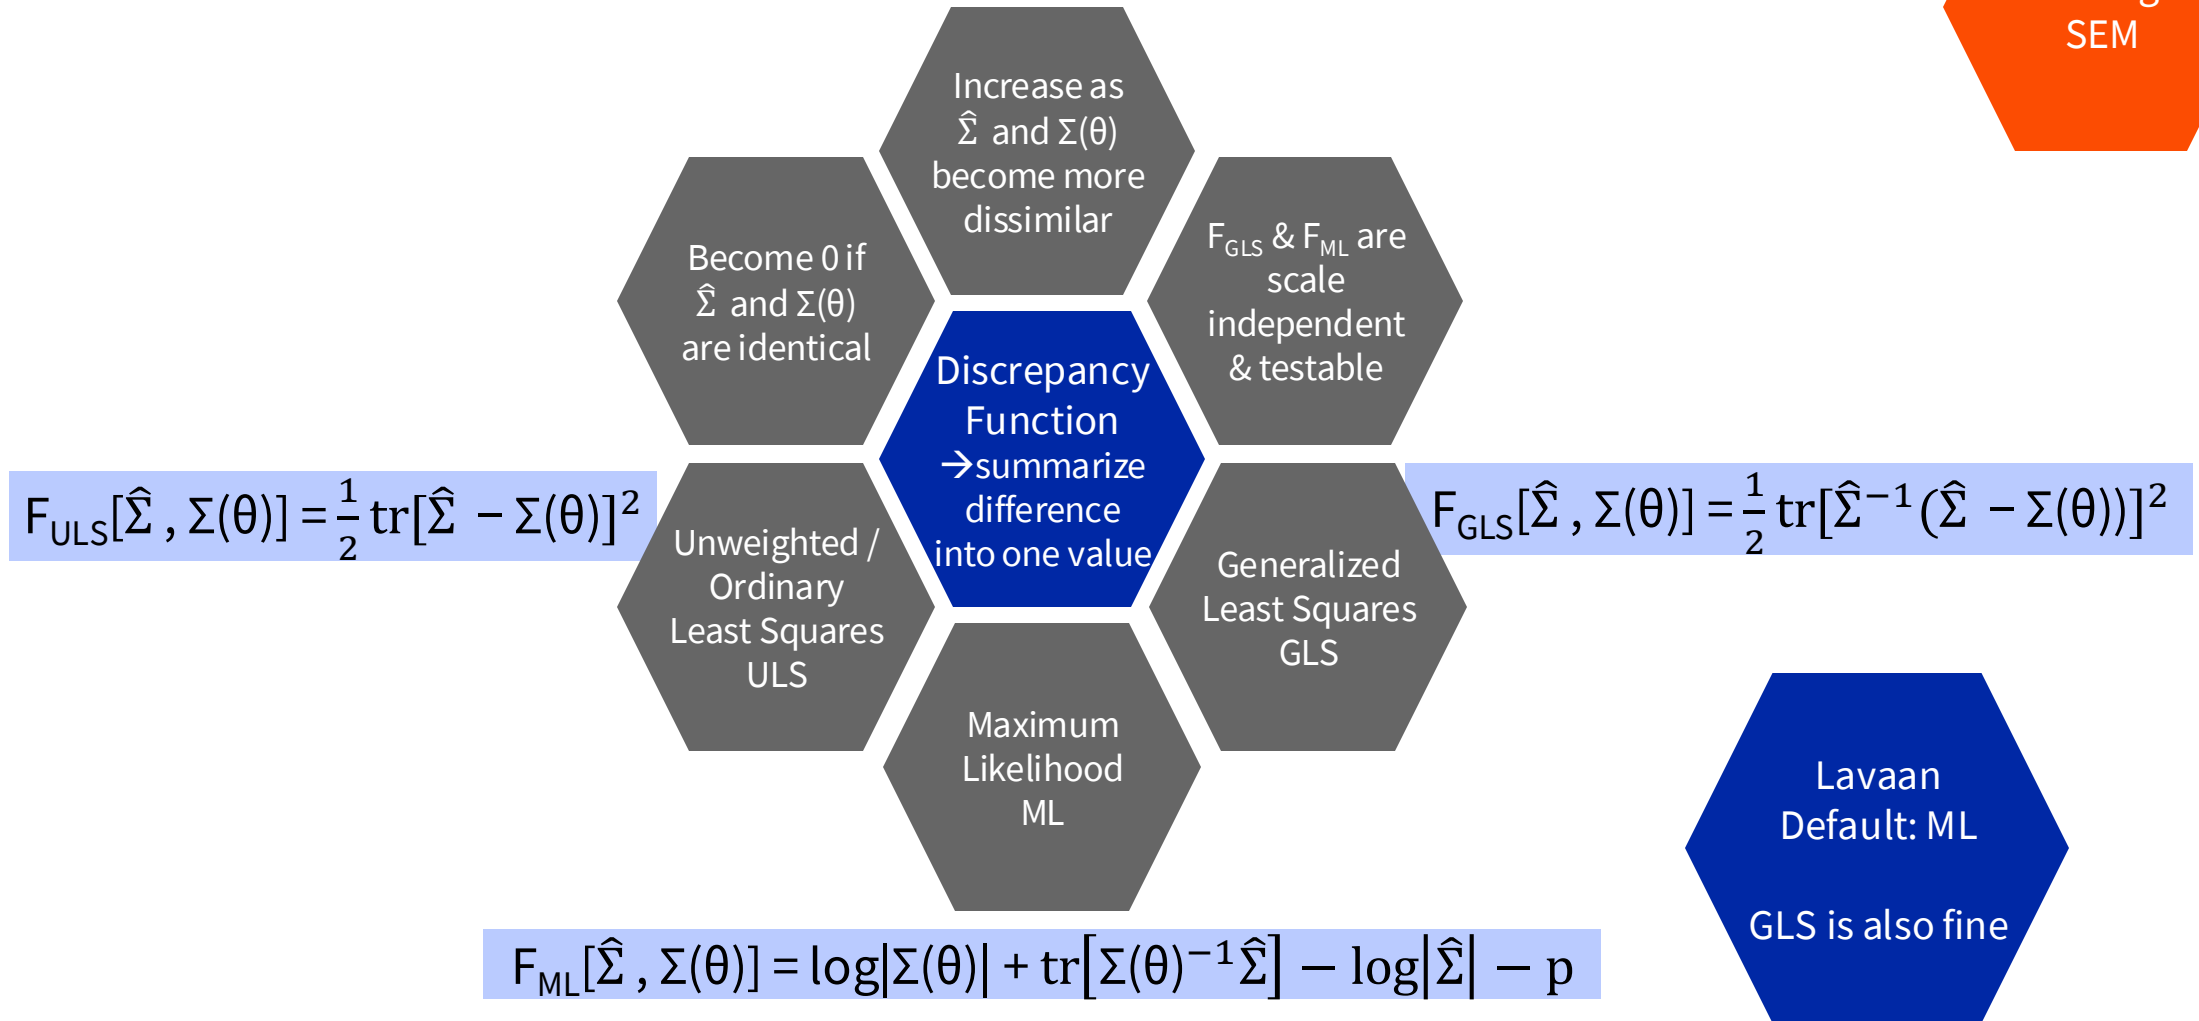 SEM
Increase as
Σ̂ and Σ(θ)
become more
dissimilar
Become 0 if
Σ̂ and Σ(θ)
are identical
F_GLS & F_ML are
scale
independent
& testable
Discrepancy
Function
→summarize
difference
into one value
F_ULS[Σ̂ , Σ(θ)] = 1/2 tr[Σ̂ − Σ(θ)]²
F_GLS[Σ̂ , Σ(θ)] = 1/2 tr[Σ̂⁻¹(Σ̂ − Σ(θ))]²
Unweighted /
Ordinary
Least Squares
ULS
Generalized
Least Squares
GLS
Maximum
Likelihood
ML
Lavaan
Default: ML
GLS is also fine
F_ML[Σ̂ , Σ(θ)] = log|Σ(θ)| + tr[Σ(θ)⁻¹Σ̂] − log|Σ̂| − p